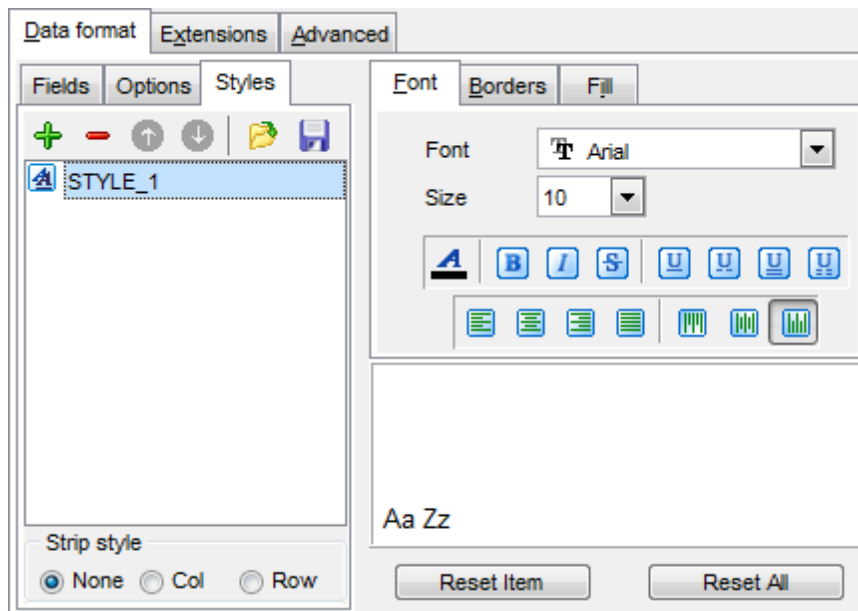 Data format Extensions Advanced
Fields Options Styles
Font Borders Fill
STYLE_1
Font Arial
Size 10
A B I S U U U U
Aa Zz
Strip style
None Col Row
Reset Item Reset All